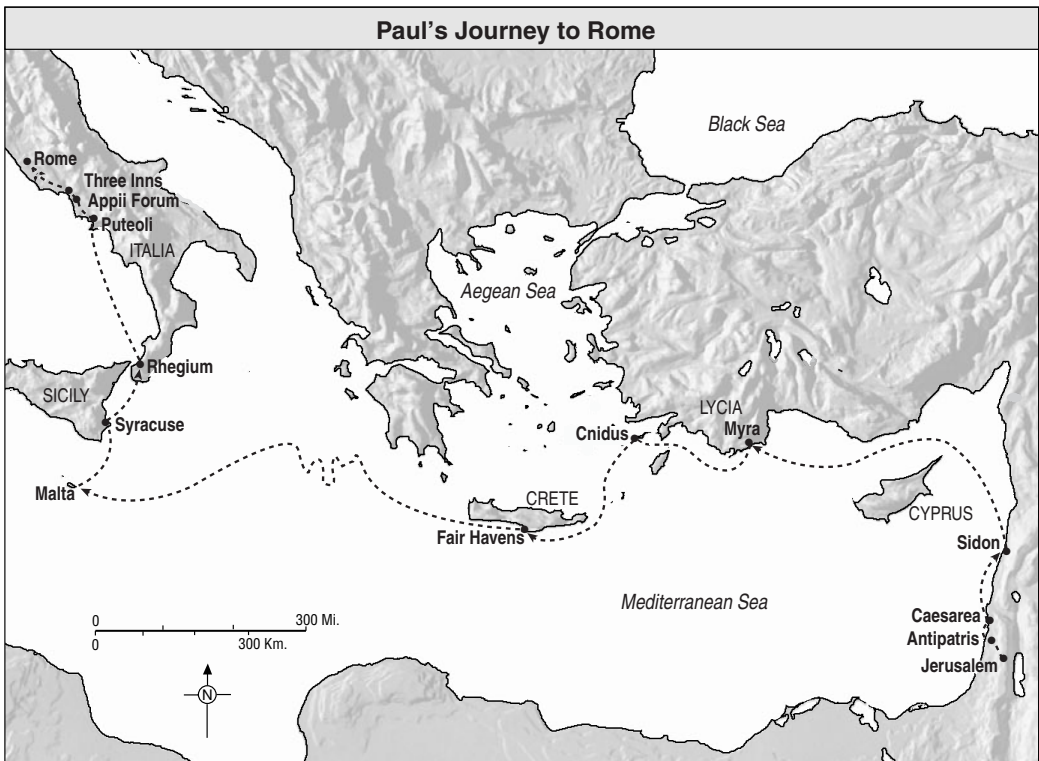 Paul's Journey to Rome
Black Sea
Rome
Three Inns
Appii Forum
Puteoli
ITALIA
Aegean Sea
Rhegium
SICILY
Syracuse
LYCIA
Myra
Cnidus
Malta
CRETE
Fair Havens
CYPRUS
Sidon
Mediterranean Sea
Caesarea
Antipatris
Jerusalem
0 300 Mi.
0 300 Km.
N